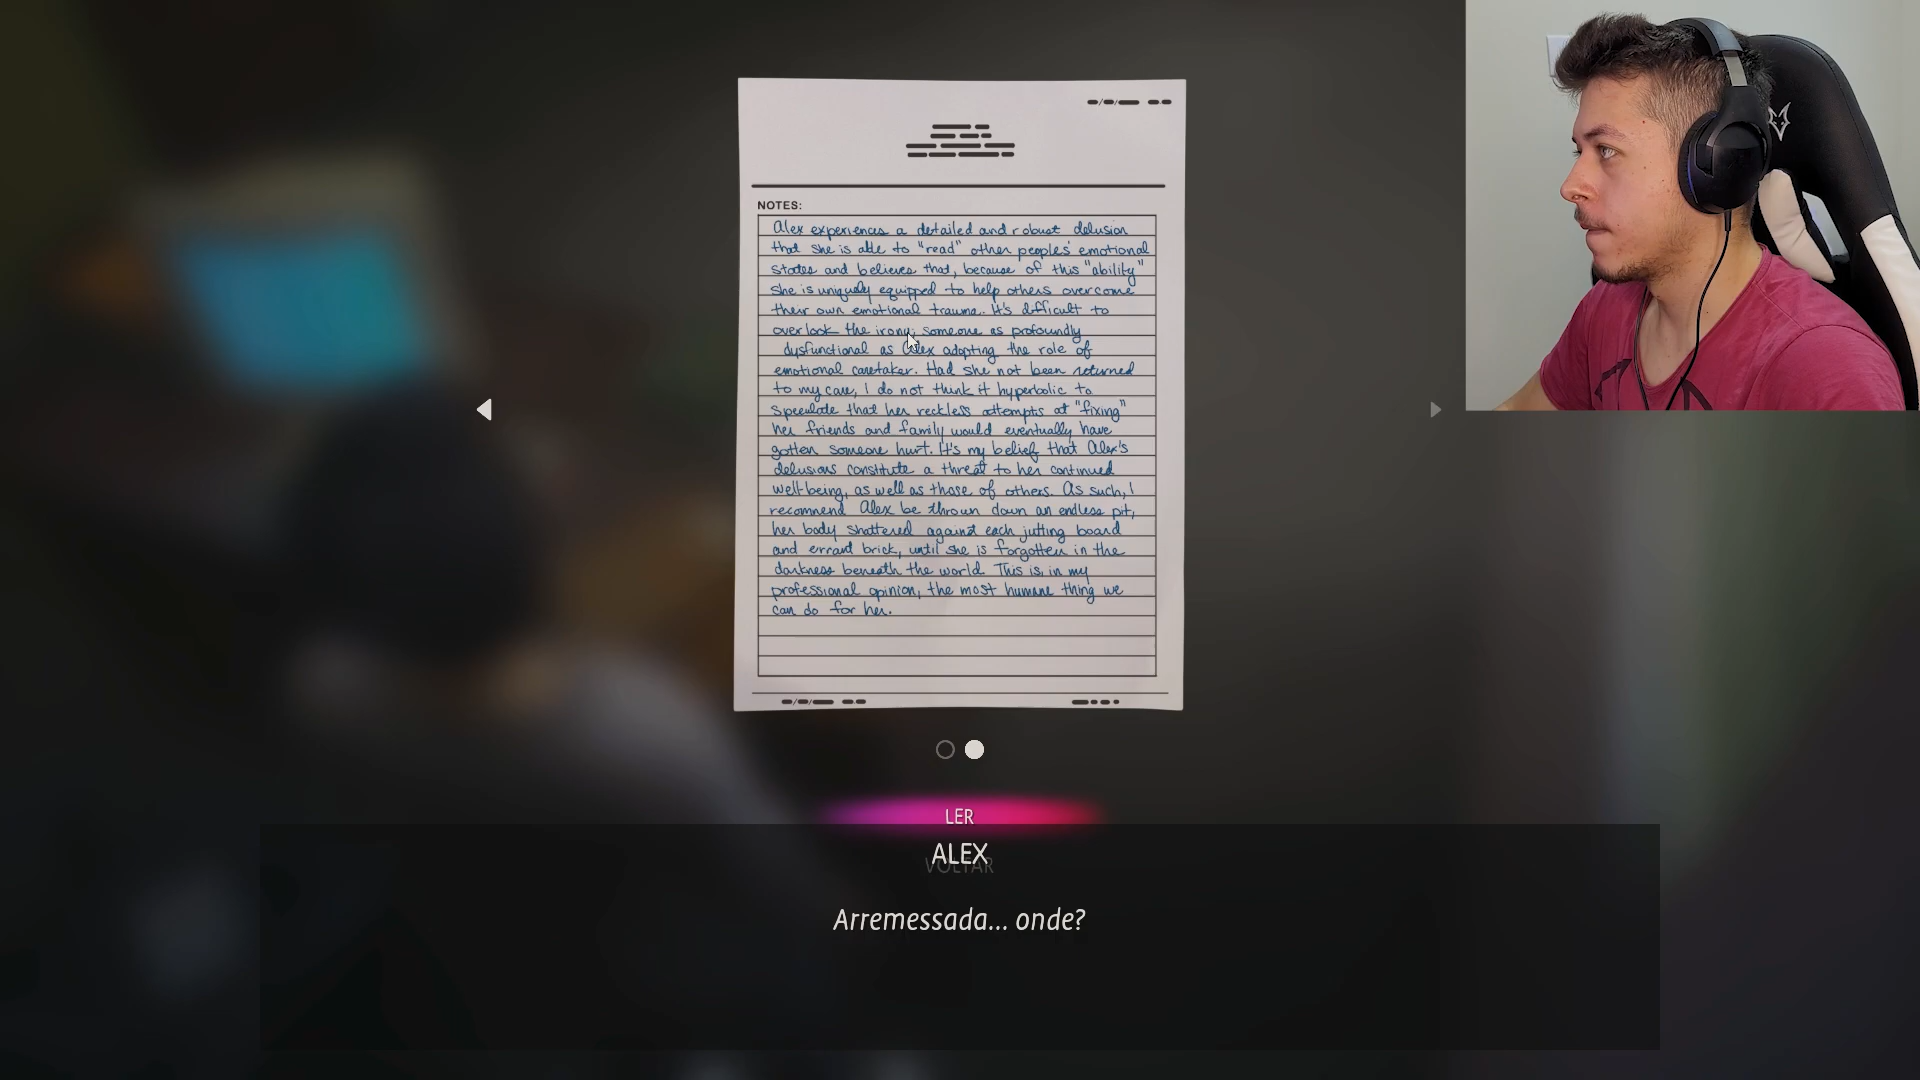 NOTES:
Alex experiences a detailed and robust delusion
that she is able to "read" other peoples' emotional
states and believes that, because of this "ability"
she is uniquely equipped to help others overcome
their own emotional trauma. It's difficult to
overlook the irony: someone as profoundly
dysfunctional as Alex adopting the role of
emotional caretaker. Had she not been returned
to my care, I do not think it hyperbolic to
speculate that her reckless attempts at "fixing"
her friends and family would eventually have
gotten someone hurt. It's my belief that Alex's
delusions constitute a threat to her continued
well-being, as well as those of others. As such, I
recommend Alex be thrown down an endless pit,
her body shattered against each jutting board
and errant brick, until she is forgotten in the
darkness beneath the world. This is, in my
professional opinion, the most humane thing we
can do for her.
LER
ALEX
VOLTAR
Arremessada... onde?